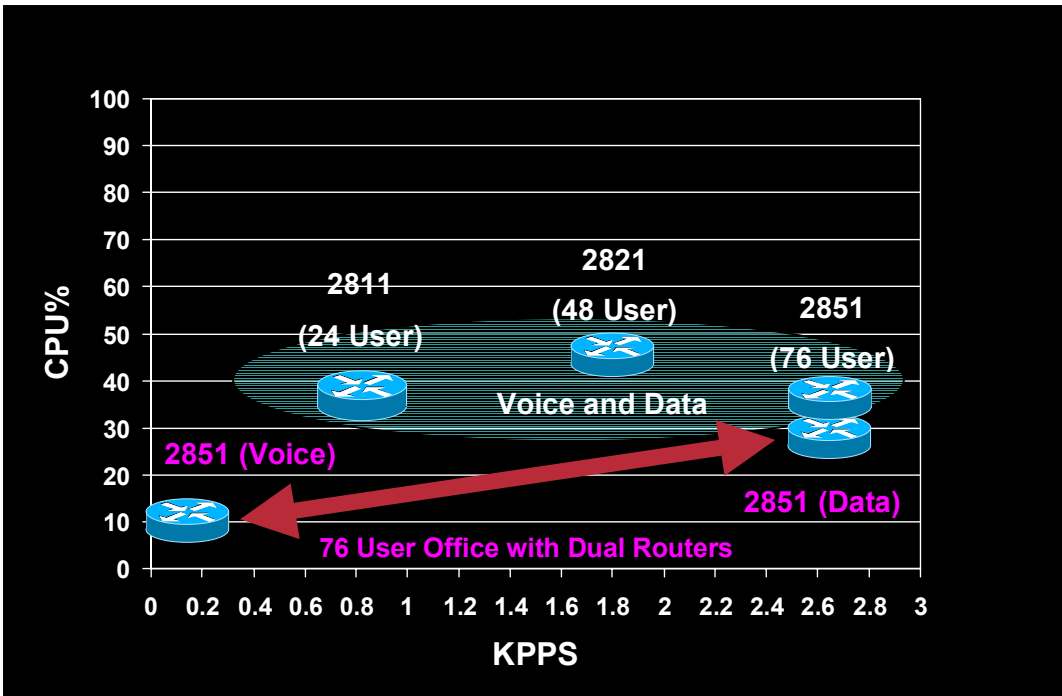 100
90
80
70
60
50
40
30
20
10
0
CPU%
2811
(24 User)
2821
(48 User)
2851
(76 User)
Voice and Data
2851 (Voice)
2851 (Data)
76 User Office with Dual Routers
0 0.2 0.4 0.6 0.8 1 1.2 1.4 1.6 1.8 2 2.2 2.4 2.6 2.8 3
KPPS